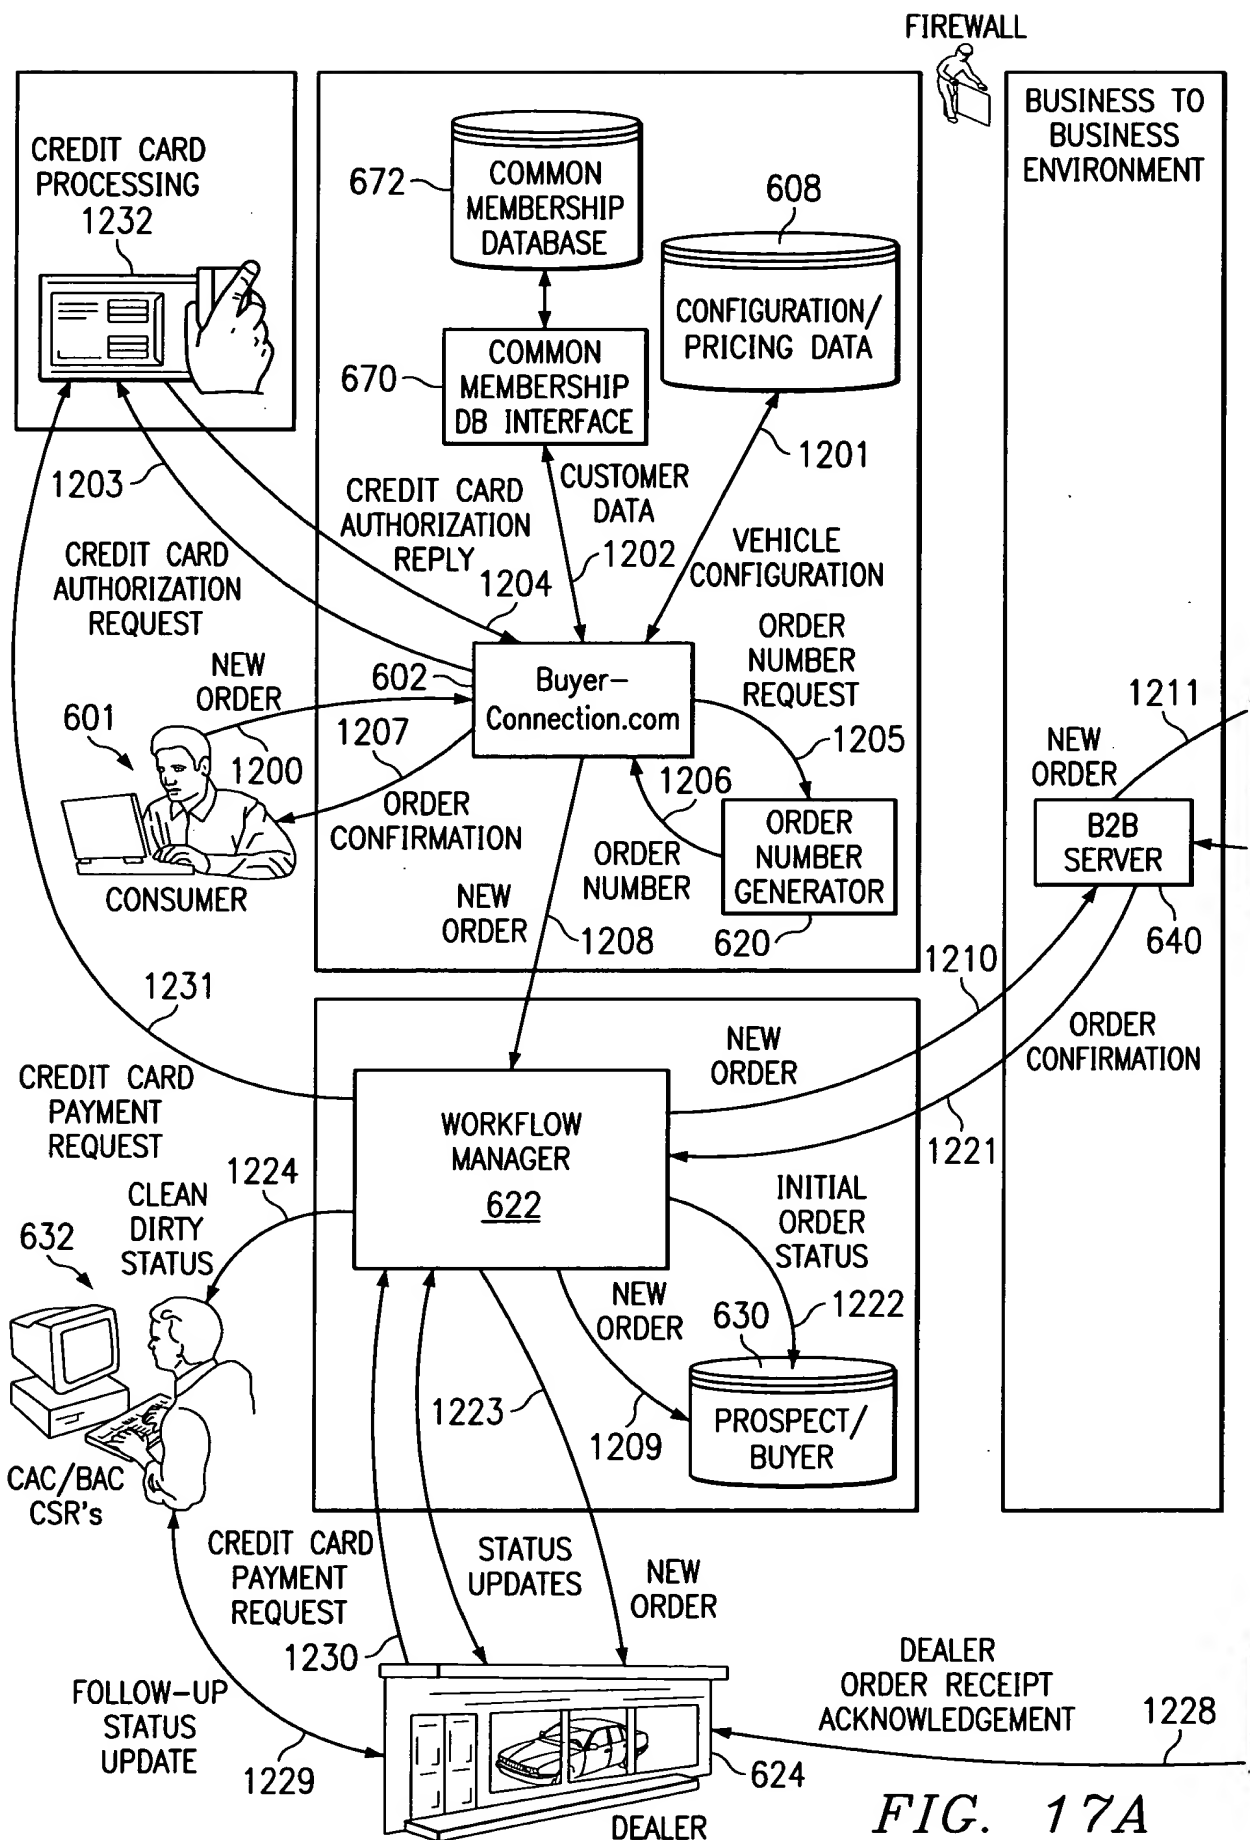 FIREWALL
CREDIT CARD
PROCESSING
1232
672
COMMON
MEMBERSHIP
DATABASE
608
CONFIGURATION/
PRICING DATA
BUSINESS TO
BUSINESS
ENVIRONMENT
670
COMMON
MEMBERSHIP
DB INTERFACE
1201
1203
CREDIT CARD
AUTHORIZATION
REPLY
1204
CUSTOMER
DATA
1202
VEHICLE
CONFIGURATION
CREDIT CARD
AUTHORIZATION
REQUEST
ORDER
NUMBER
REQUEST
NEW
ORDER
602
Buyer-
Connection.com
601
1200
1207
1205
1206
1211
NEW
ORDER
ORDER
CONFIRMATION
ORDER
NUMBER
ORDER
NUMBER
GENERATOR
B2B
SERVER
CONSUMER
NEW
ORDER
1208
620
640
1210
1231
NEW
ORDER
ORDER
CONFIRMATION
CREDIT CARD
PAYMENT
REQUEST
WORKFLOW
MANAGER
622
1221
1224
CLEAN
DIRTY
STATUS
INITIAL
ORDER
STATUS
632
NEW
ORDER
630
1222
1223
1209
PROSPECT/
BUYER
CAC/BAC
CSR's
CREDIT CARD
PAYMENT
REQUEST
1230
STATUS
UPDATES
NEW
ORDER
FOLLOW-UP
STATUS
UPDATE
1229
DEALER
ORDER RECEIPT
ACKNOWLEDGEMENT
1228
624
DEALER
FIG. 17A